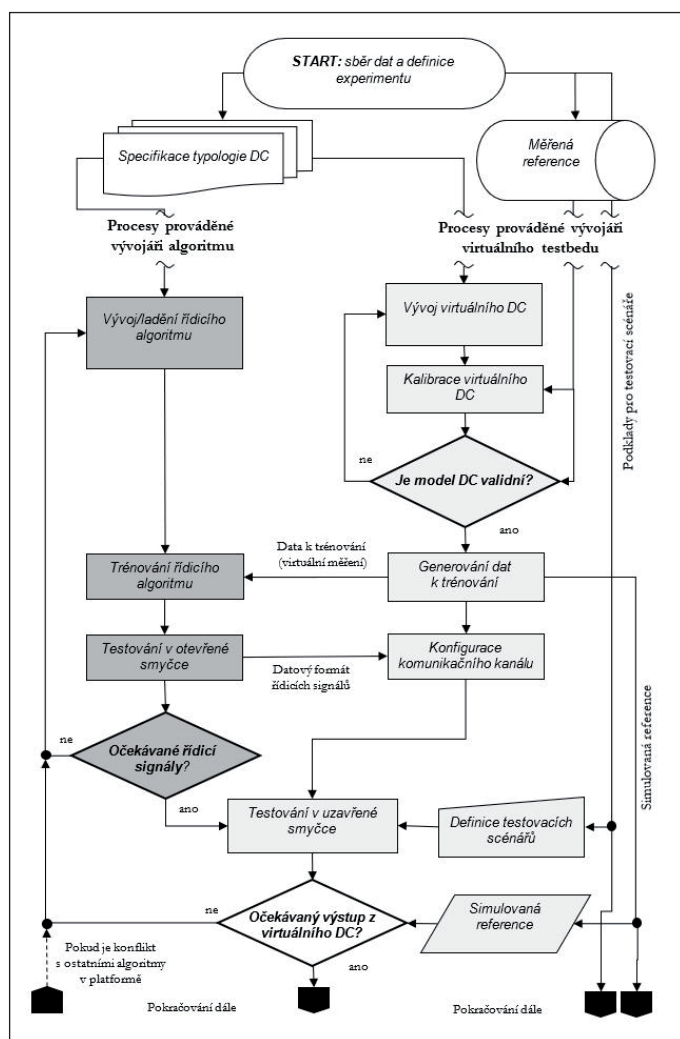 START: sběr dat a definice
experimentu
Specifikace typologie DC
Měřená
reference
Procesy prováděné
vývojáři algoritmu
Procesy prováděné vývojáři
virtuálního testbedu
Vývoj/ladění řídicího
algoritmu
Vývoj virtuálního DC
Kalibrace virtuálního
DC
Podklady pro testovací scénáře
ne
Je model DC validní?
ano
Data k trénování
(virtuální měření)
Trénování řídicího
algoritmu
Generování dat
k trénování
Testování v otevřené
smyčce
Datový formát
řídicích signálů
Konfigurace
komunikačního kanálu
Simulovaná reference
ne
Očekávané řídicí
signály?
ano
Testování v uzavřené
smyčce
Definice testovacích
scénářů
ne
Očekávaný výstup z
virtuálního DC?
Simulovaná
reference
ano
Pokud je konflikt
s ostatními algoritmy
v platformě
Pokračování dále
Pokračování dále